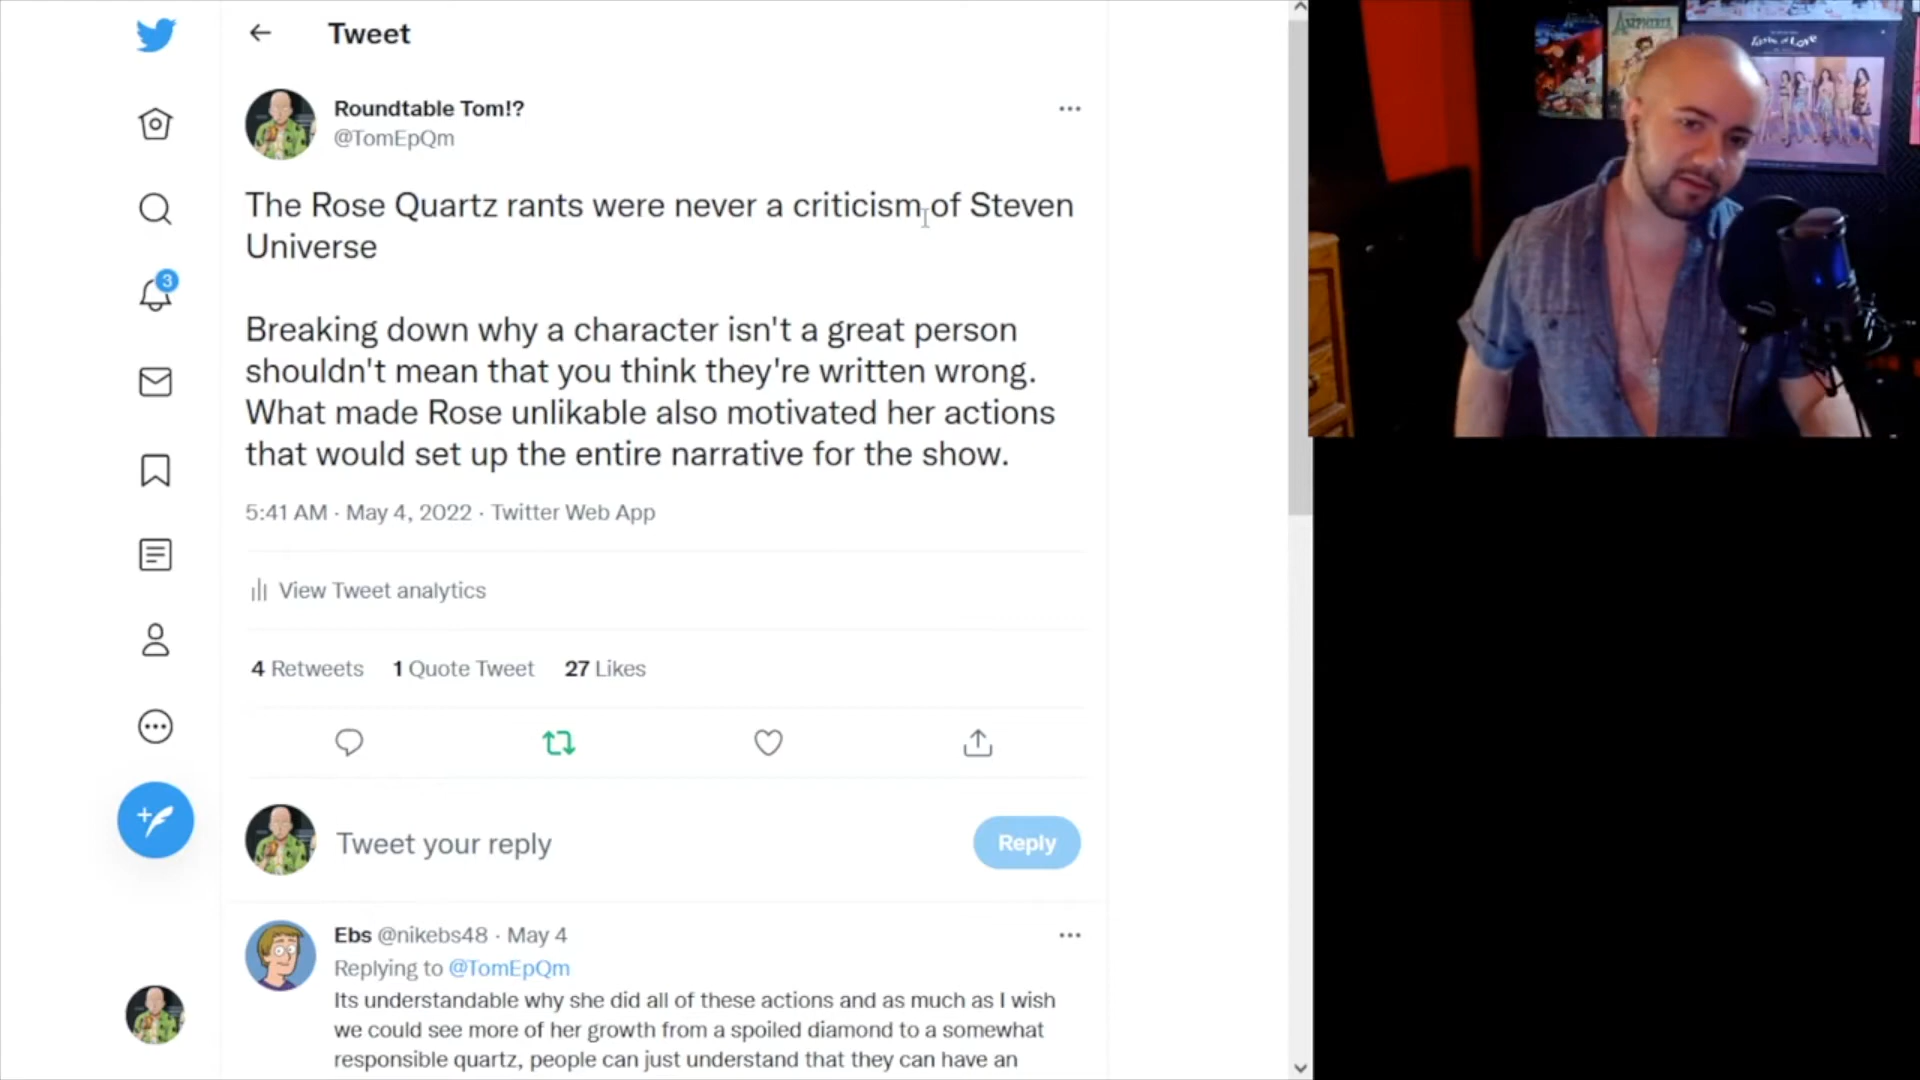 Tweet
Roundtable Tom!?
@TomEpQm
The Rose Quartz rants were never a criticism of Steven
Universe
Breaking down why a character isn't a great person
shouldn't mean that you think they're written wrong.
What made Rose unlikable also motivated her actions
that would set up the entire narrative for the show.
5:41 AM · May 4, 2022 · Twitter Web App
View Tweet analytics
4 Retweets 1 Quote Tweet 27 Likes
Tweet your reply
Reply
Ebs @nikebs48 · May 4
Replying to @TomEpQm
Its understandable why she did all of these actions and as much as I wish
we could see more of her growth from a spoiled diamond to a somewhat
responsible quartz, people can just understand that they can have an
3
AMPHIBIA
Taste of Love